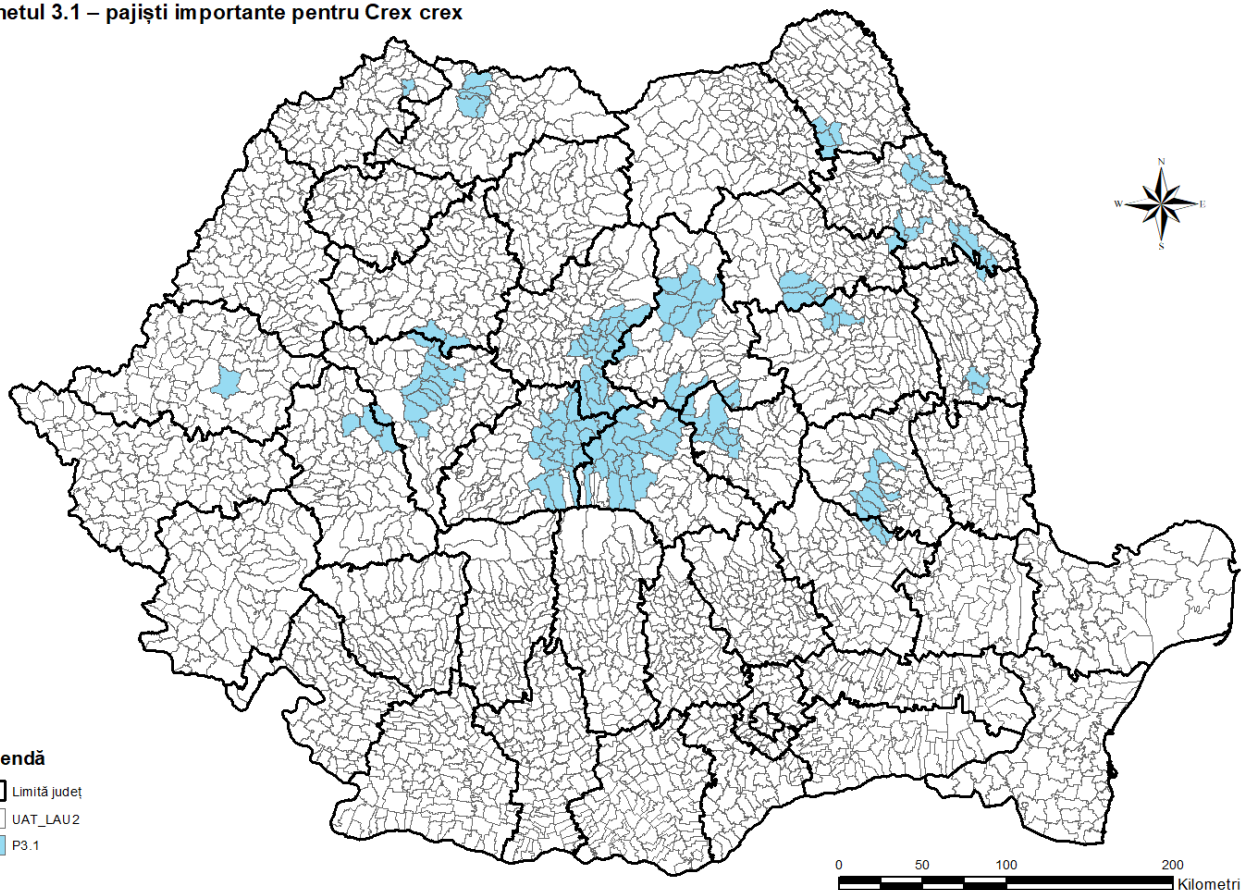 netul 3.1 – pajiști importante pentru Crex crex
N
W
E
S
endă
Limită județ
UAT_LAU2
P3.1
0 50 100 200
Kilometri